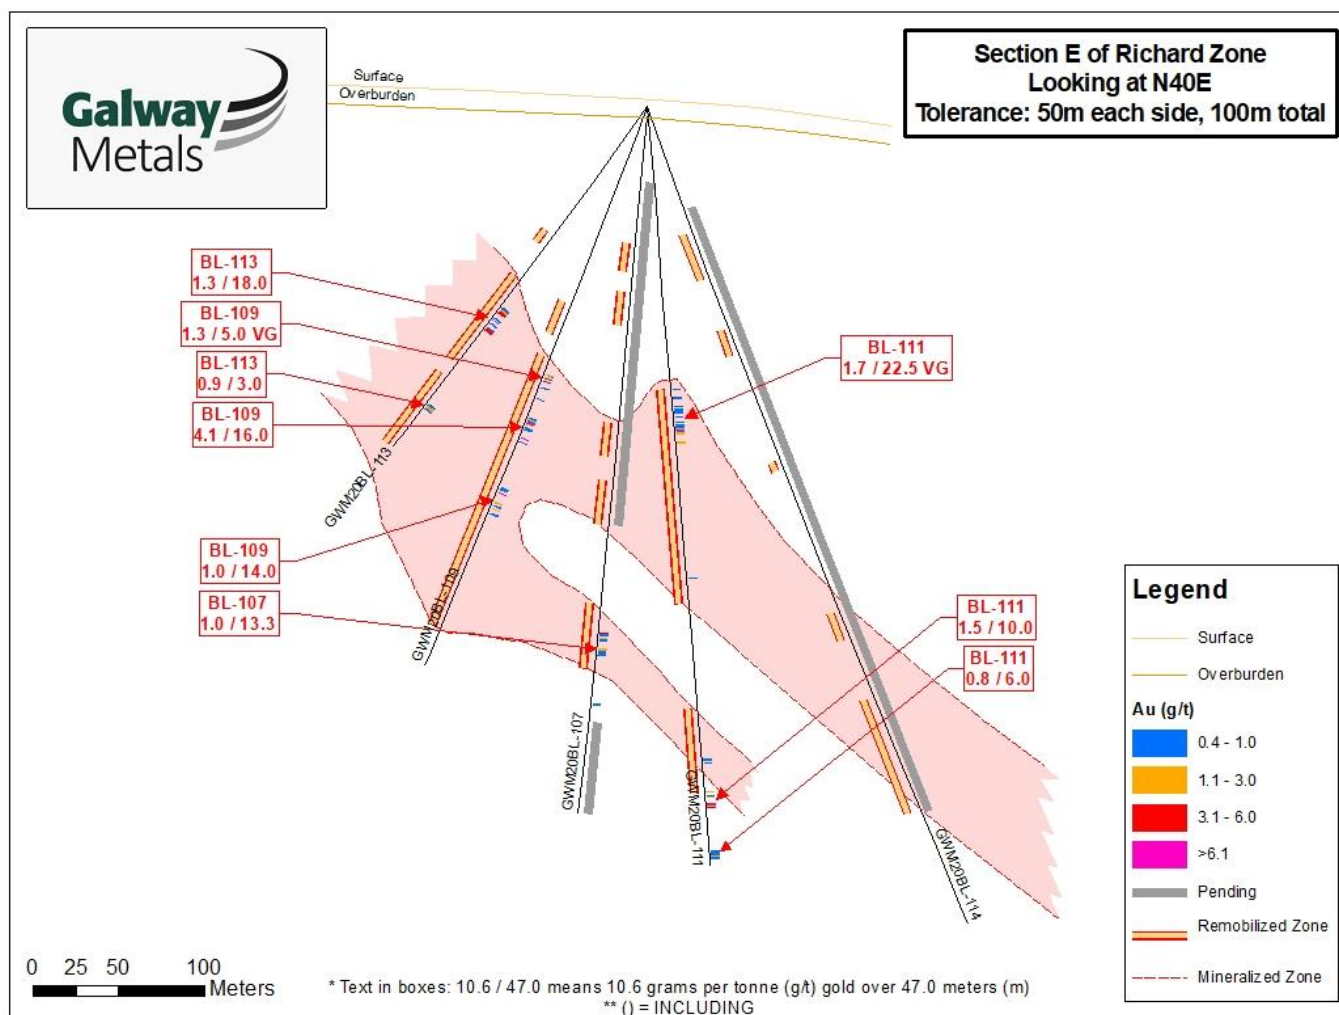 Galway
Metals
Surface
Overburden
Section E of Richard Zone
Looking at N40E
Tolerance: 50m each side, 100m total
BL-113
1.3 / 18.0
BL-109
1.3 / 5.0 VG
BL-113
0.9 / 3.0
BL-109
4.1 / 16.0
BL-111
1.7 / 22.5 VG
GWM20BL-113
BL-109
1.0 / 14.0
BL-107
1.0 / 13.3
GWM20BL-109
BL-111
1.5 / 10.0
BL-111
0.8 / 6.0
GWM20BL-107
GWM20BL-111
GWM20BL-114
Legend
Surface
Overburden
Au (g/t)
0.4 - 1.0
1.1 - 3.0
3.1 - 6.0
>6.1
Pending
Remobilized Zone
Mineralized Zone
0 25 50 100
Meters
* Text in boxes: 10.6 / 47.0 means 10.6 grams per tonne (g/t) gold over 47.0 meters (m)
** () = INCLUDING